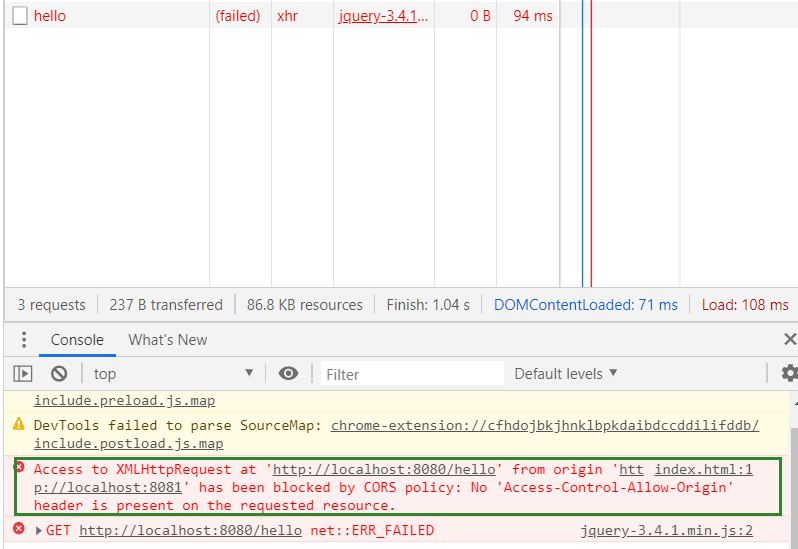 hello (failed) xhr jquery-3.4.1... 0 B 94 ms
3 requests 237 B transferred 86.8 KB resources Finish: 1.04 s DOMContentLoaded: 71 ms Load: 108 ms
Console What's New
top Filter Default levels
include.preload.js.map
DevTools failed to parse SourceMap: chrome-extension://cfhdojbkjhnklbpkdaibdccddilifddb/
include.postload.js.map
Access to XMLHttpRequest at 'http://localhost:8080/hello' from origin 'htt index.html:1
p://localhost:8081' has been blocked by CORS policy: No 'Access-Control-Allow-Origin'
header is present on the requested resource.
GET http://localhost:8080/hello net::ERR_FAILED jquery-3.4.1.min.js:2